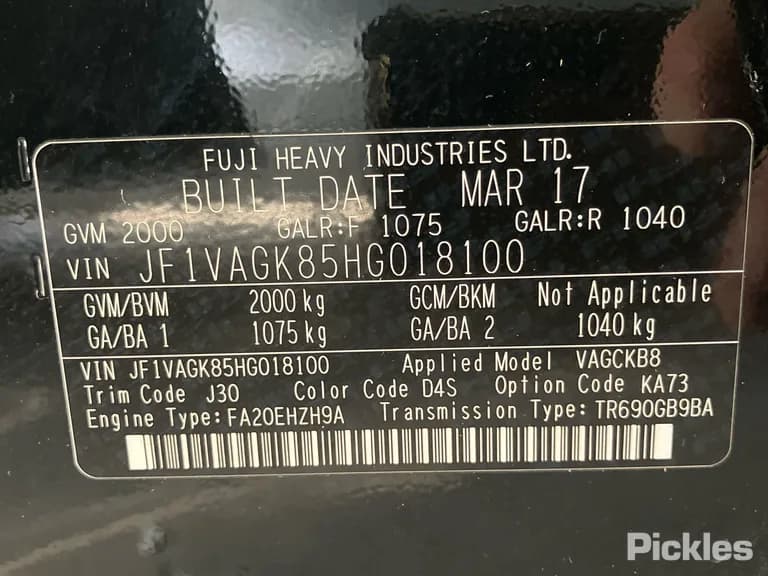 FUJI HEAVY INDUSTRIES LTD.
BUILT DATE MAR 17
GVM 2000 GALR:F 1075 GALR:R 1040
VIN JF1VAGK85HG018100
GVM/BVM 2000 kg GCM/BKM Not Applicable
GA/BA 1 1075 kg GA/BA 2 1040 kg
VIN JF1VAGK85HG018100 Applied Model VAGCKB8
Trim Code J30 Color Code D4S Option Code KA73
Engine Type:FA20EHZH9A Transmission Type:TR690GB9BA
Pickles